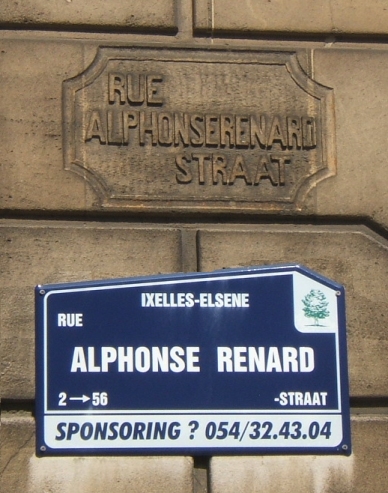 RUE
ALPHONSERENARD
STRAAT
IXELLES-ELSENE
RUE
ALPHONSE RENARD
2→56 -STRAAT
SPONSORING ? 054/32.43.04